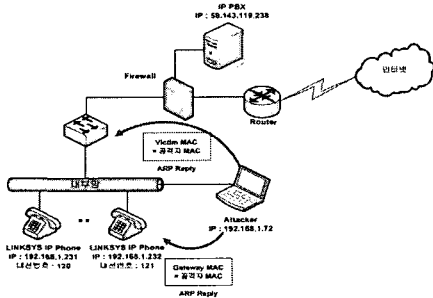 IP PBX
IP : 58.143.119.238
Firewall
인터넷
Router
Victim MAC
= 공격자 MAC
ARP Reply
내부망
Attacker
IP : 192.168.1.72
LINKSYS IP Phone
IP : 192.168.1.231
내선번호 : 120
LINKSYS IP Phone
IP : 192.168.1.232
내선번호 : 121
Gateway MAC
= 공격자 MAC
ARP Reply